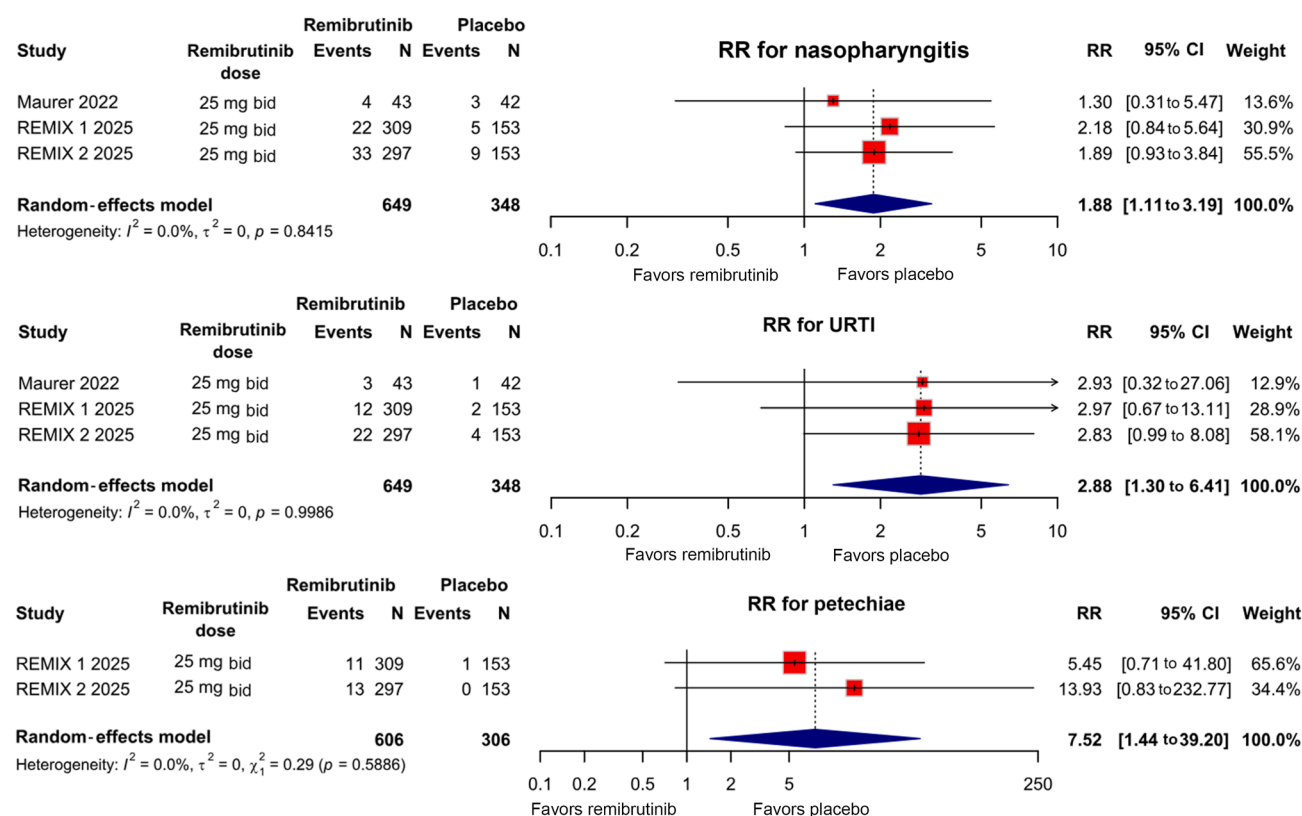 Remibrutinib Placebo
Study Remibrutinib dose Events N Events N RR for nasopharyngitis RR 95% CI Weight
Maurer 2022 25 mg bid 4 43 3 42 1.30 [0.31 to 5.47] 13.6%
REMIX 1 2025 25 mg bid 22 309 5 153 2.18 [0.84 to 5.64] 30.9%
REMIX 2 2025 25 mg bid 33 297 9 153 1.89 [0.93 to 3.84] 55.5%
Random-effects model 649 348 1.88 [1.11 to 3.19] 100.0%
Heterogeneity: I² = 0.0%, τ² = 0, p = 0.8415
0.1 0.2 0.5 1 2 5 10
Favors remibrutinib Favors placebo
Remibrutinib Placebo
Study Remibrutinib dose Events N Events N RR for URTI RR 95% CI Weight
Maurer 2022 25 mg bid 3 43 1 42 2.93 [0.32 to 27.06] 12.9%
REMIX 1 2025 25 mg bid 12 309 2 153 2.97 [0.67 to 13.11] 28.9%
REMIX 2 2025 25 mg bid 22 297 4 153 2.83 [0.99 to 8.08] 58.1%
Random-effects model 649 348 2.88 [1.30 to 6.41] 100.0%
Heterogeneity: I² = 0.0%, τ² = 0, p = 0.9986
0.1 0.2 0.5 1 2 5 10
Favors remibrutinib Favors placebo
Remibrutinib Placebo
Study Remibrutinib dose Events N Events N RR for petechiae RR 95% CI Weight
REMIX 1 2025 25 mg bid 11 309 1 153 5.45 [0.71 to 41.80] 65.6%
REMIX 2 2025 25 mg bid 13 297 0 153 13.93 [0.83 to 232.77] 34.4%
Random-effects model 606 306 7.52 [1.44 to 39.20] 100.0%
Heterogeneity: I² = 0.0%, τ² = 0, χ²₁ = 0.29 (p = 0.5886)
0.1 0.2 0.5 1 2 5 250
Favors remibrutinib Favors placebo